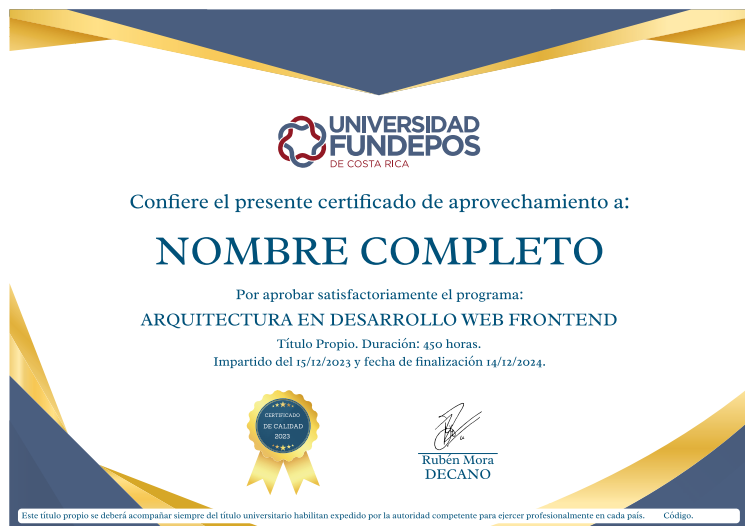 UNIVERSIDAD
FUNDEPOS
DE COSTA RICA
Confiere el presente certificado de aprovechamiento a:
NOMBRE COMPLETO
Por aprobar satisfactoriamente el programa:
ARQUITECTURA EN DESARROLLO WEB FRONTEND
Título Propio. Duración: 450 horas.
Impartido del 15/12/2023 y fecha de finalización 14/12/2024.
CERTIFICADO
DE CALIDAD
2023
Rubén Mora
DECANO
Este título propio se deberá acompañar siempre del título universitario habilitan expedido por la autoridad competente para ejercer profesionalmente en cada país. Código.